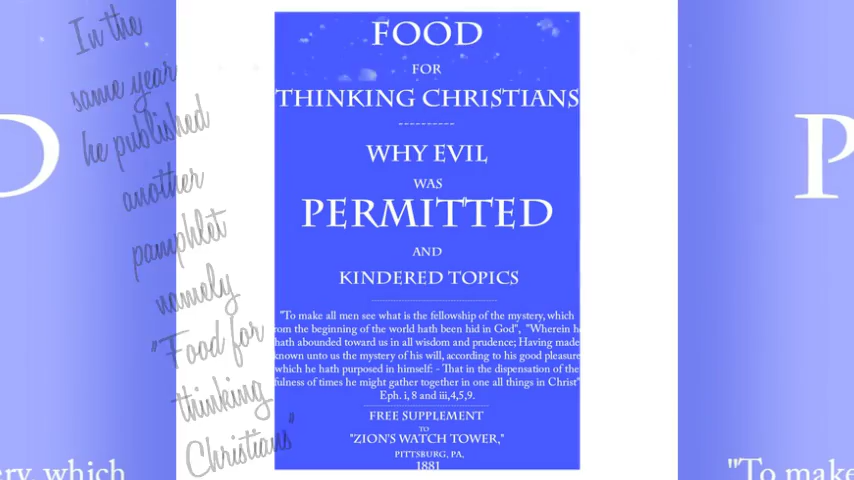 In the
same year
he published
another
pamphlet
namely
"Food for
thinking
Christians"
FOOD
FOR
THINKING CHRISTIANS
----------
WHY EVIL
WAS
PERMITTED
AND
KINDERED TOPICS
"To make all men see what is the fellowship of the mystery, which
rom the beginning of the world hath been hid in God", "Wherein h
hath abounded toward us in all wisdom and prudence; Having made
known unto us the mystery of his will, according to his good pleasure
which he hath purposed in himself: - That in the dispensation of the
fulness of times he might gather together in one all things in Christ"
Eph. i, 8 and iii,4,5,9.
FREE SUPPLEMENT
TO
"ZION'S WATCH TOWER,"
PITTSBURG, PA,
1881
D
ery, which
P
"To make